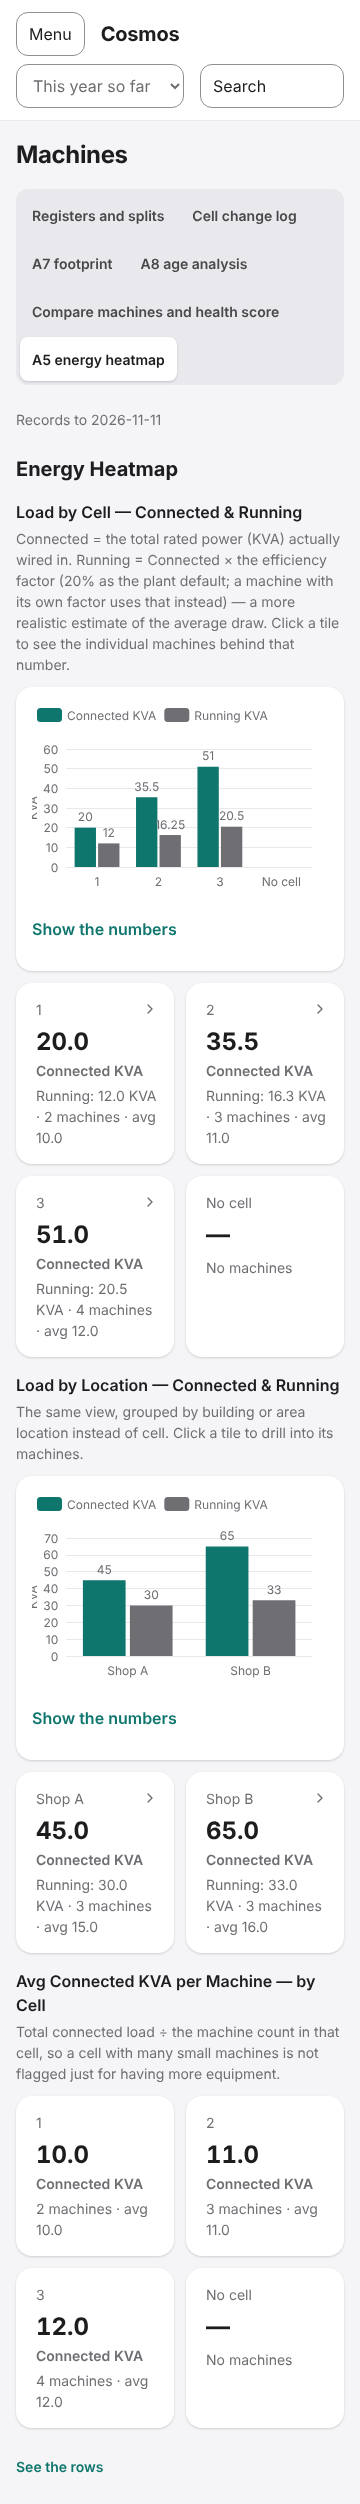 Menu
Cosmos
This year so far
Search
Machines
Registers and splits
Cell change log
A7 footprint
A8 age analysis
Compare machines and health score
A5 energy heatmap
Records to 2026-11-11
Energy Heatmap
Load by Cell — Connected & Running
Connected = the total rated power (KVA) actually
wired in. Running = Connected × the efficiency
factor (20% as the plant default; a machine with
its own factor uses that instead) — a more
realistic estimate of the average draw. Click a tile
to see the individual machines behind that
number.
Connected KVA
Running KVA
KVA
60
50
40
30
20
10
0
20
12
35.5
16.25
51
20.5
1
2
3
No cell
Show the numbers
1
20.0
Connected KVA
Running: 12.0 KVA
· 2 machines · avg
10.0
2
35.5
Connected KVA
Running: 16.3 KVA
· 3 machines · avg
11.0
3
51.0
Connected KVA
Running: 20.5
KVA · 4 machines
· avg 12.0
No cell
—
No machines
Load by Location — Connected & Running
The same view, grouped by building or area
location instead of cell. Click a tile to drill into its
machines.
Connected KVA
Running KVA
KVA
70
60
50
40
30
20
10
0
45
30
65
33
Shop A
Shop B
Show the numbers
Shop A
45.0
Connected KVA
Running: 30.0
KVA · 3 machines
· avg 15.0
Shop B
65.0
Connected KVA
Running: 33.0
KVA · 3 machines
· avg 16.0
Avg Connected KVA per Machine — by
Cell
Total connected load ÷ the machine count in that
cell, so a cell with many small machines is not
flagged just for having more equipment.
1
10.0
Connected KVA
2 machines · avg
10.0
2
11.0
Connected KVA
3 machines · avg
11.0
3
12.0
Connected KVA
4 machines · avg
12.0
No cell
—
No machines
See the rows